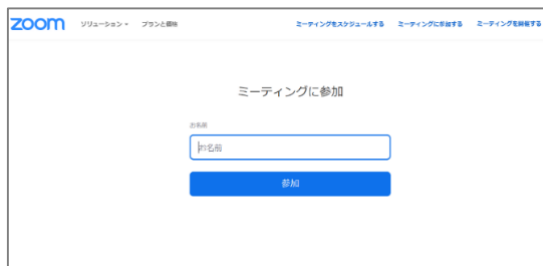 zoom ソリューション プランと価格 ミーティングをスケジュールする ミーティングに参加する ミーティングを開催する
ミーティングに参加
お名前
お名前
参加